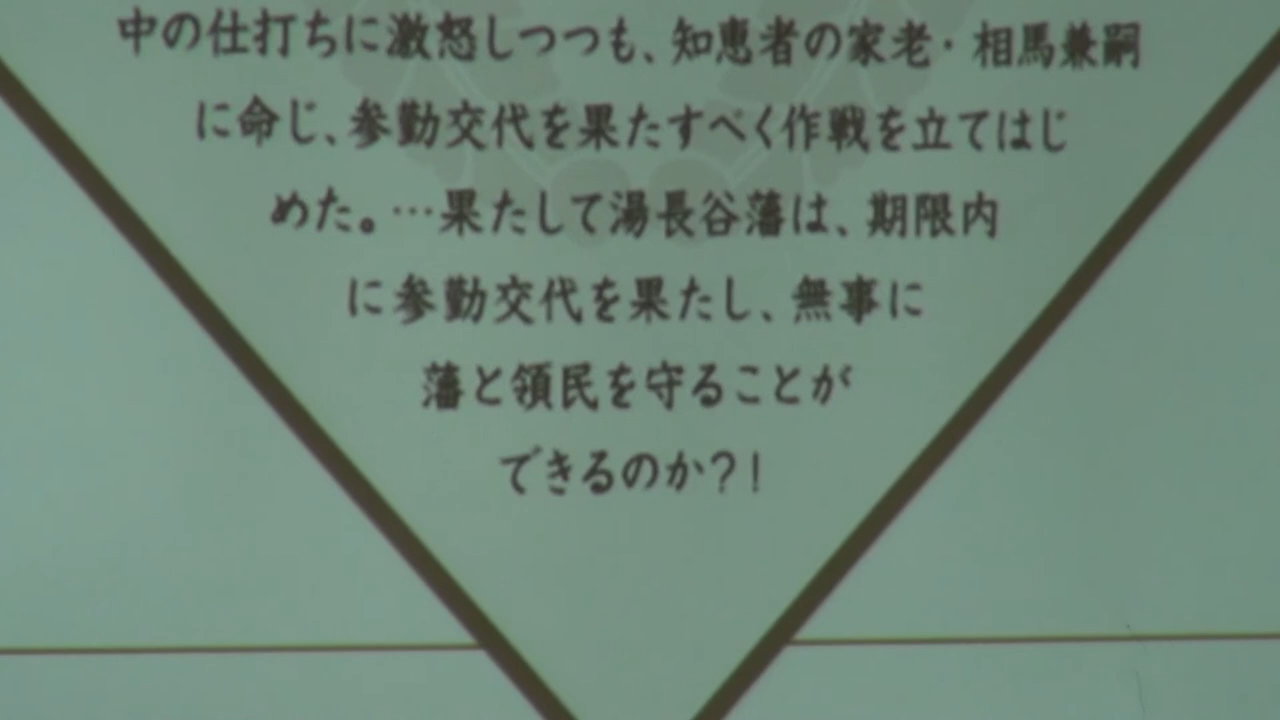 中の仕打ちに激怒しつつも、知恵者の家老・相馬兼嗣
に命じ、参勤交代を果たすべく作戦を立てはじ
めた。…果たして湯長谷藩は、期限内
に参勤交代を果たし、無事に
藩と領民を守ることが
できるのか?!